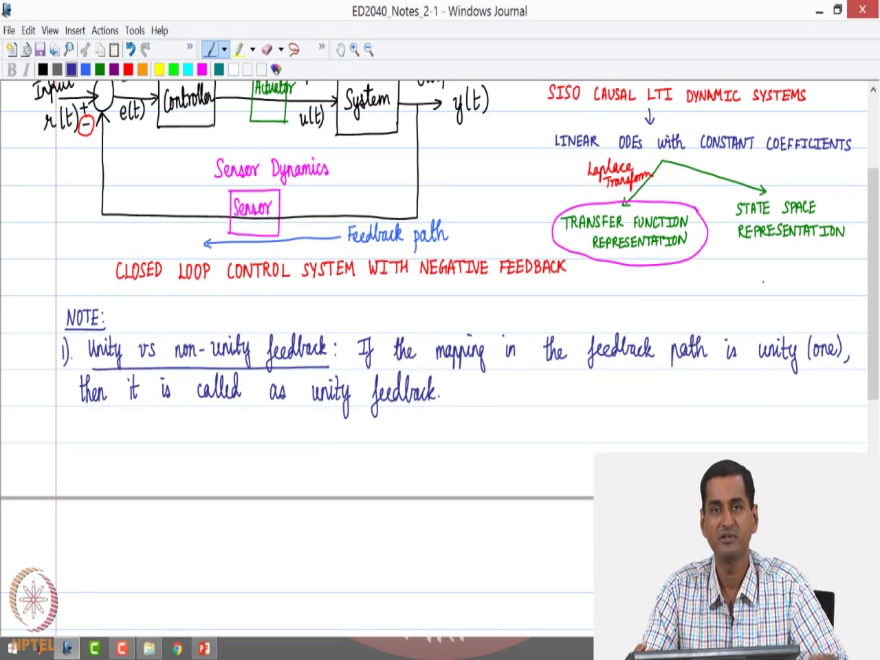 ED2040_Notes_2-1 - Windows Journal
File Edit View Insert Actions Tools Help
Input
r(t)
+
−
e(t)
Controller
Actuator
u(t)
System
y(t)
Sensor Dynamics
Sensor
Feedback path
CLOSED LOOP CONTROL SYSTEM WITH NEGATIVE FEEDBACK
SISO CAUSAL LTI DYNAMIC SYSTEMS
LINEAR ODEs with CONSTANT COEFFICIENTS
Laplace
Transform
TRANSFER FUNCTION
REPRESENTATION
STATE SPACE
REPRESENTATION
NOTE:
1). Unity vs non-unity feedback: If the mapping in the feedback path is unity (one),
then it is called as unity feedback.
NPTEL